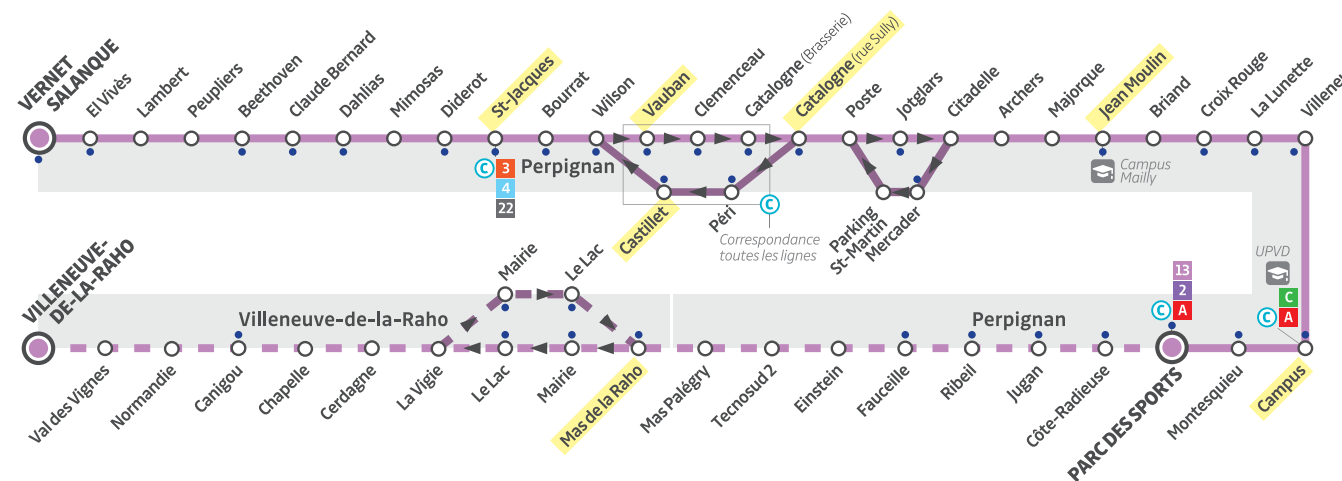 VERNET
SALANQUE
El Vivès
Lambert
Peupliers
Beethoven
Claude Bernard
Dahlias
Mimosas
Diderot
St-Jacques
Bourrat
Wilson
Vauban
Clemenceau
Catalogne (Brasserie)
Catalogne (rue Sully)
Poste
Jotglars
Citadelle
Archers
Majorque
Jean Moulin
Briand
Croix Rouge
La Lunette
Villeneuve
C 3
4
22
Perpignan
Castillet
Péri
C
Correspondance
toutes les lignes
Parking
St-Martin
Mercader
Campus
Mailly
UPVD
C
C A
13
2
C A
VILLENEUVE-
DE-LA-RAHO
Villeneuve-de-la-Raho
Mairie
Le Lac
Perpignan
Val des Vignes
Normandie
Canigou
Chapelle
Cerdagne
La Vigie
Le Lac
Mairie
Mas de la Raho
Mas Palégry
Tecnosud 2
Einstein
Fauceille
Ribeil
Jugan
Côte-Radieuse
PARC DES SPORTS
Montesquieu
Campus